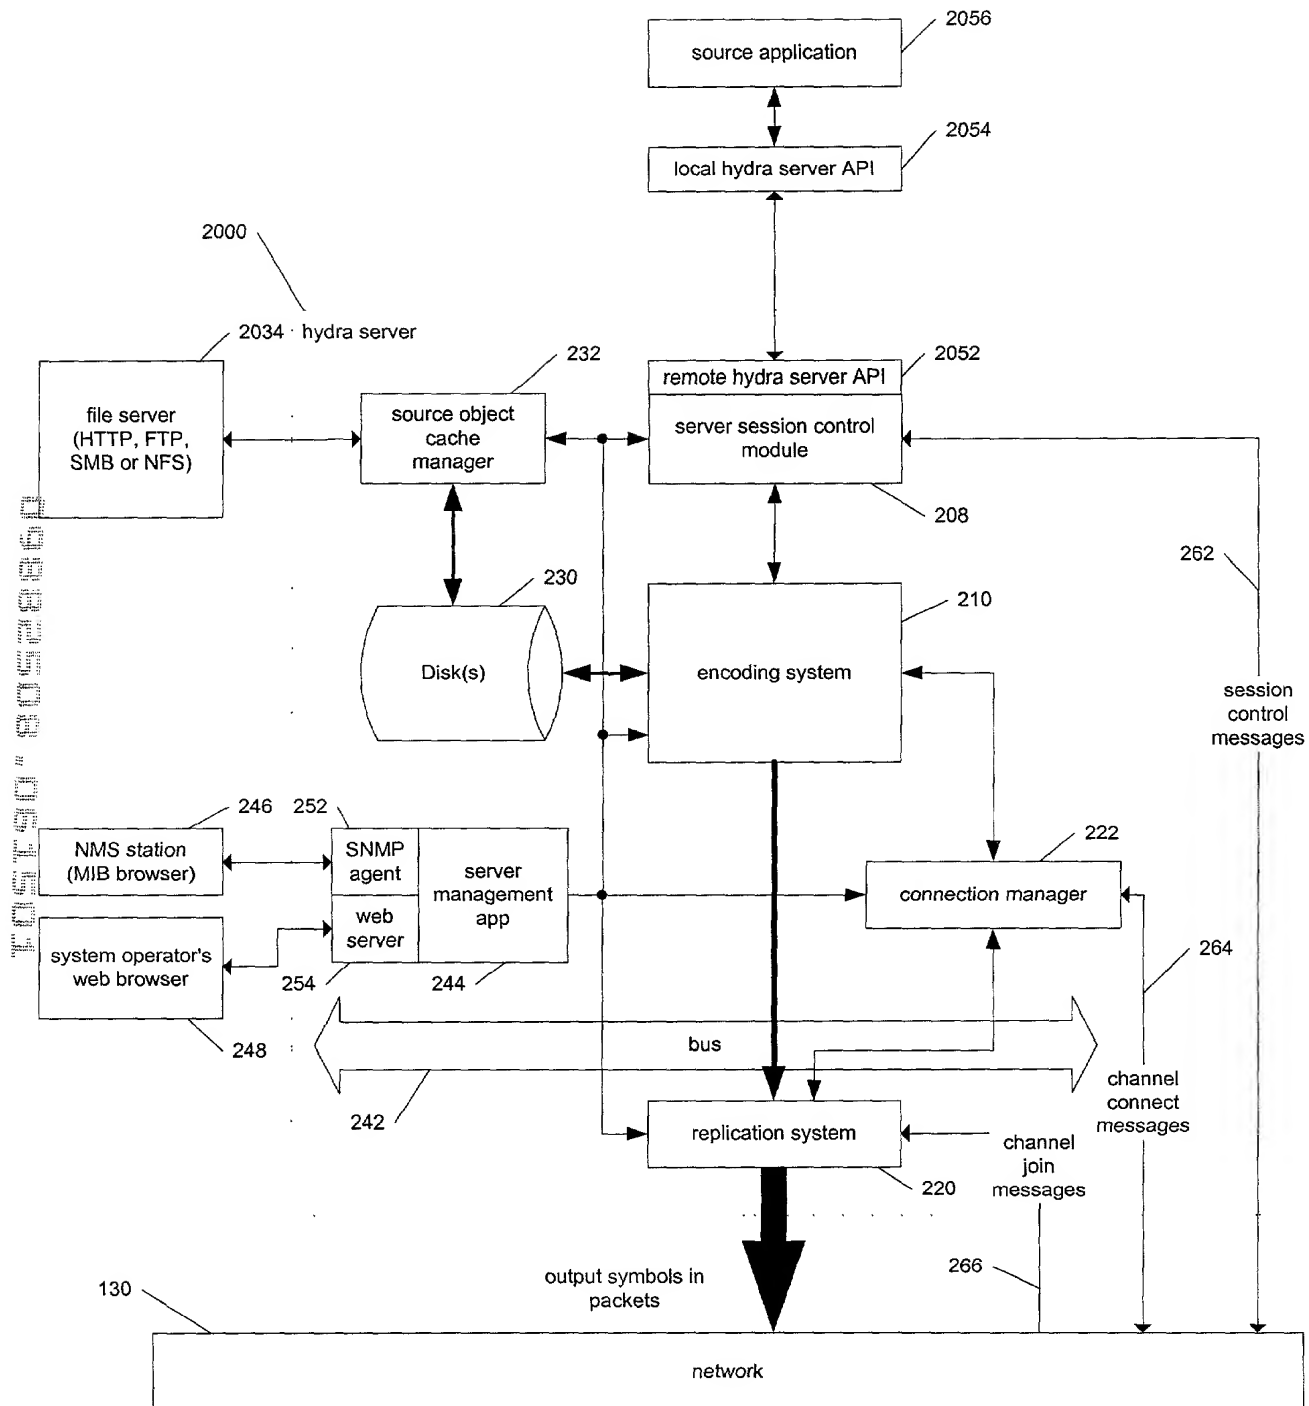 2056
source application
2054
local hydra server API
2000
2034
hydra server
232
2052
remote hydra server API
file server
(HTTP, FTP,
SMB or NFS)
source object
cache
manager
server session control
module
208
262
230
210
Disk(s)
encoding system
session
control
messages
246
252
222
NMS station
(MIB browser)
SNMP
agent
server
management
app
connection manager
web
server
system operator's
web browser
254
244
264
248
bus
242
channel
connect
messages
replication system
channel
join
messages
220
266
output symbols in
packets
130
network